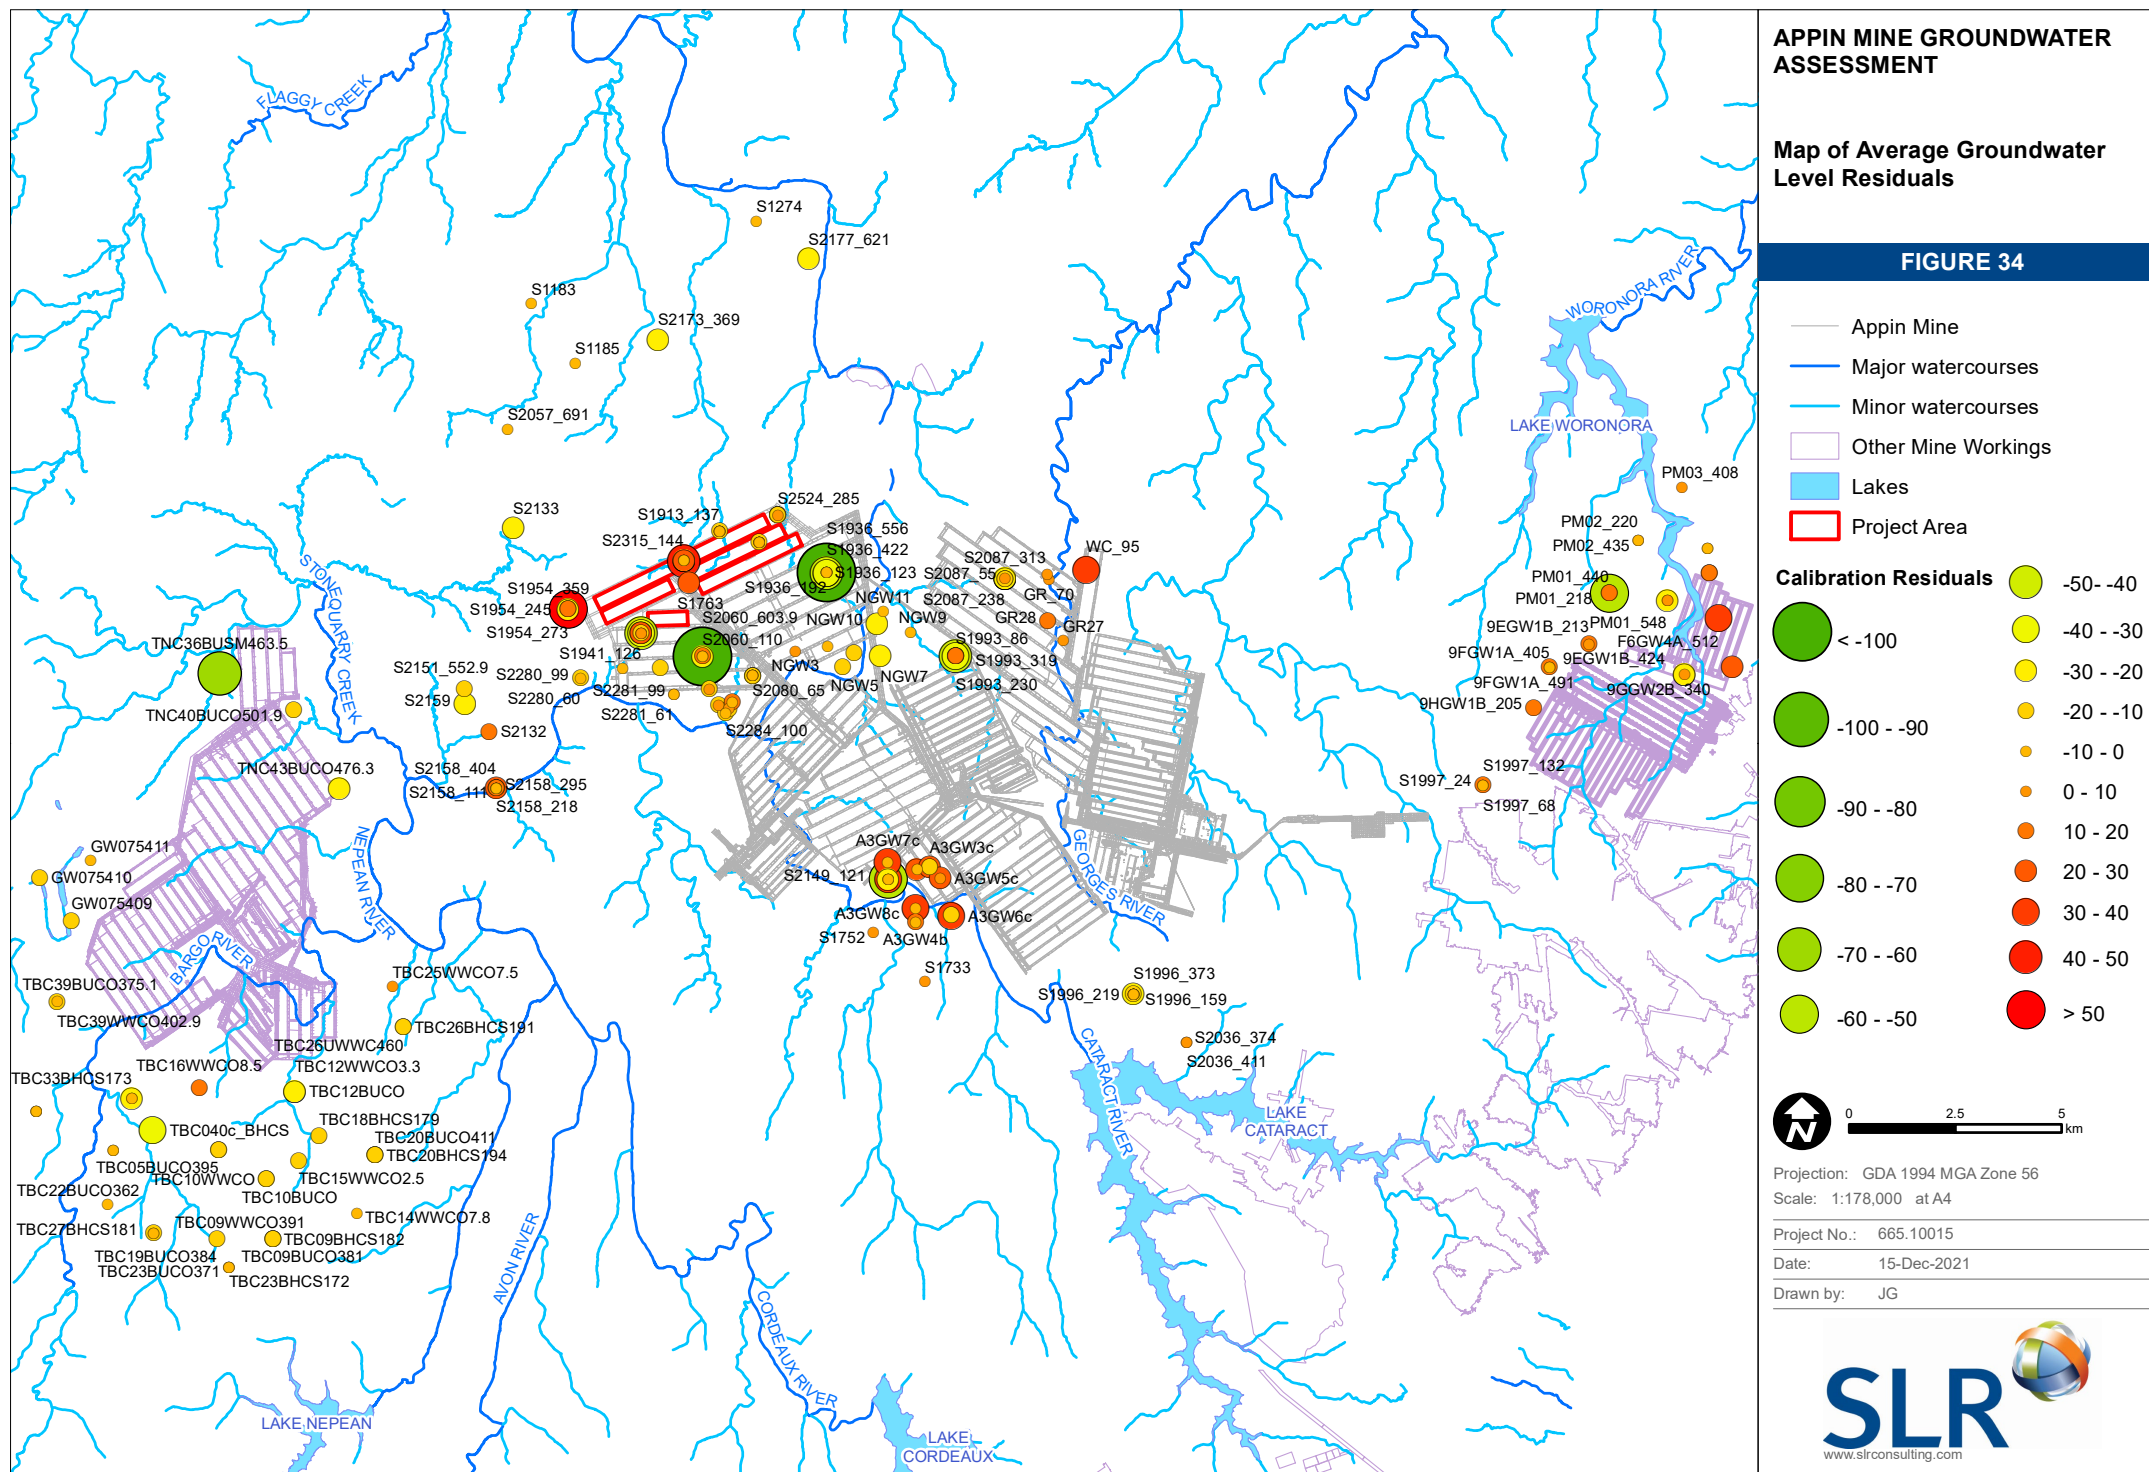 APPIN MINE GROUNDWATER
ASSESSMENT
Map of Average Groundwater
Level Residuals
FIGURE 34
Appin Mine
Major watercourses
Minor watercourses
Other Mine Workings
Lakes
Project Area
Calibration Residuals
< -100
-100 - -90
-90 - -80
-80 - -70
-70 - -60
-60 - -50
-50- -40
-40 - -30
-30 - -20
-20 - -10
-10 - 0
0 - 10
10 - 20
20 - 30
30 - 40
40 - 50
> 50
N
0 2.5 5
km
Projection: GDA 1994 MGA Zone 56
Scale: 1:178,000 at A4
Project No.: 665.10015
Date: 15-Dec-2021
Drawn by: JG
SLR
www.slrconsulting.com
FLAGGY CREEK
S1274
S2177_621
S1183
S2173_369
S1185
S2057_691
WORONORA RIVER
LAKE WORONORA
PM03_408
S2133
S1913_137
S2524_285
S2315_144
S1936_556
S1936_422
S1936_123
S1936_192
S2087_313
S2087_55
S2087_238
WC_95
GR_70
GR28
GR27
PM02_220
PM02_435
PM01_440
PM01_218
PM01_548
9EGW1B_213
F6GW4A_512
9FGW1A_405
9EGW1B_424
9FGW1A_491
9GGW2B_340
9HGW1B_205
STONEQUARRY CREEK
S1954_359
S1954_245
S1954_273
S1763
S2060_603.9
S2060_110
NGW11
NGW10
NGW9
NGW3
NGW5
NGW7
S1993_86
S1993_319
S1993_230
TNC36BUSM463.5
TNC40BUCO501.9
TNC43BUCO476.3
S1941_126
S2151_552.9
S2280_99
S2280_60
S2159
S2281_99
S2281_61
S2080_65
S2132
S2284_100
S2158_404
S2158_295
S2158_111
S2158_218
S1997_132
S1997_24
S1997_68
NEPEAN RIVER
GW075411
GW075410
GW075409
BARGO RIVER
A3GW7c
A3GW3c
S2149_121
A3GW5c
A3GW8c
A3GW6c
S1752
A3GW4b
S1733
GEORGES RIVER
S1996_373
S1996_219
S1996_159
S2036_374
S2036_411
CATARACT RIVER
LAKE
CATARACT
TBC39BUCO375.1
TBC39WWCO402.9
TBC25WWCO7.5
TBC26BHCS191
TBC26UWWC460
TBC16WWCO8.5
TBC12WWCO3.3
TBC33BHCS173
TBC12BUCO
TBC18BHCS179
TBC040c_BHCS
TBC20BUCO411
TBC20BHCS194
TBC05BUCO395
TBC10WWCO
TBC15WWCO2.5
TBC10BUCO
TBC22BUCO362
TBC14WWCO7.8
TBC27BHCS181
TBC09WWCO391
TBC09BHCS182
TBC19BUCO384
TBC09BUCO381
TBC23BUCO371
TBC23BHCS172
AVON RIVER
CORDEAUX RIVER
LAKE NEPEAN
LAKE
CORDEAUX